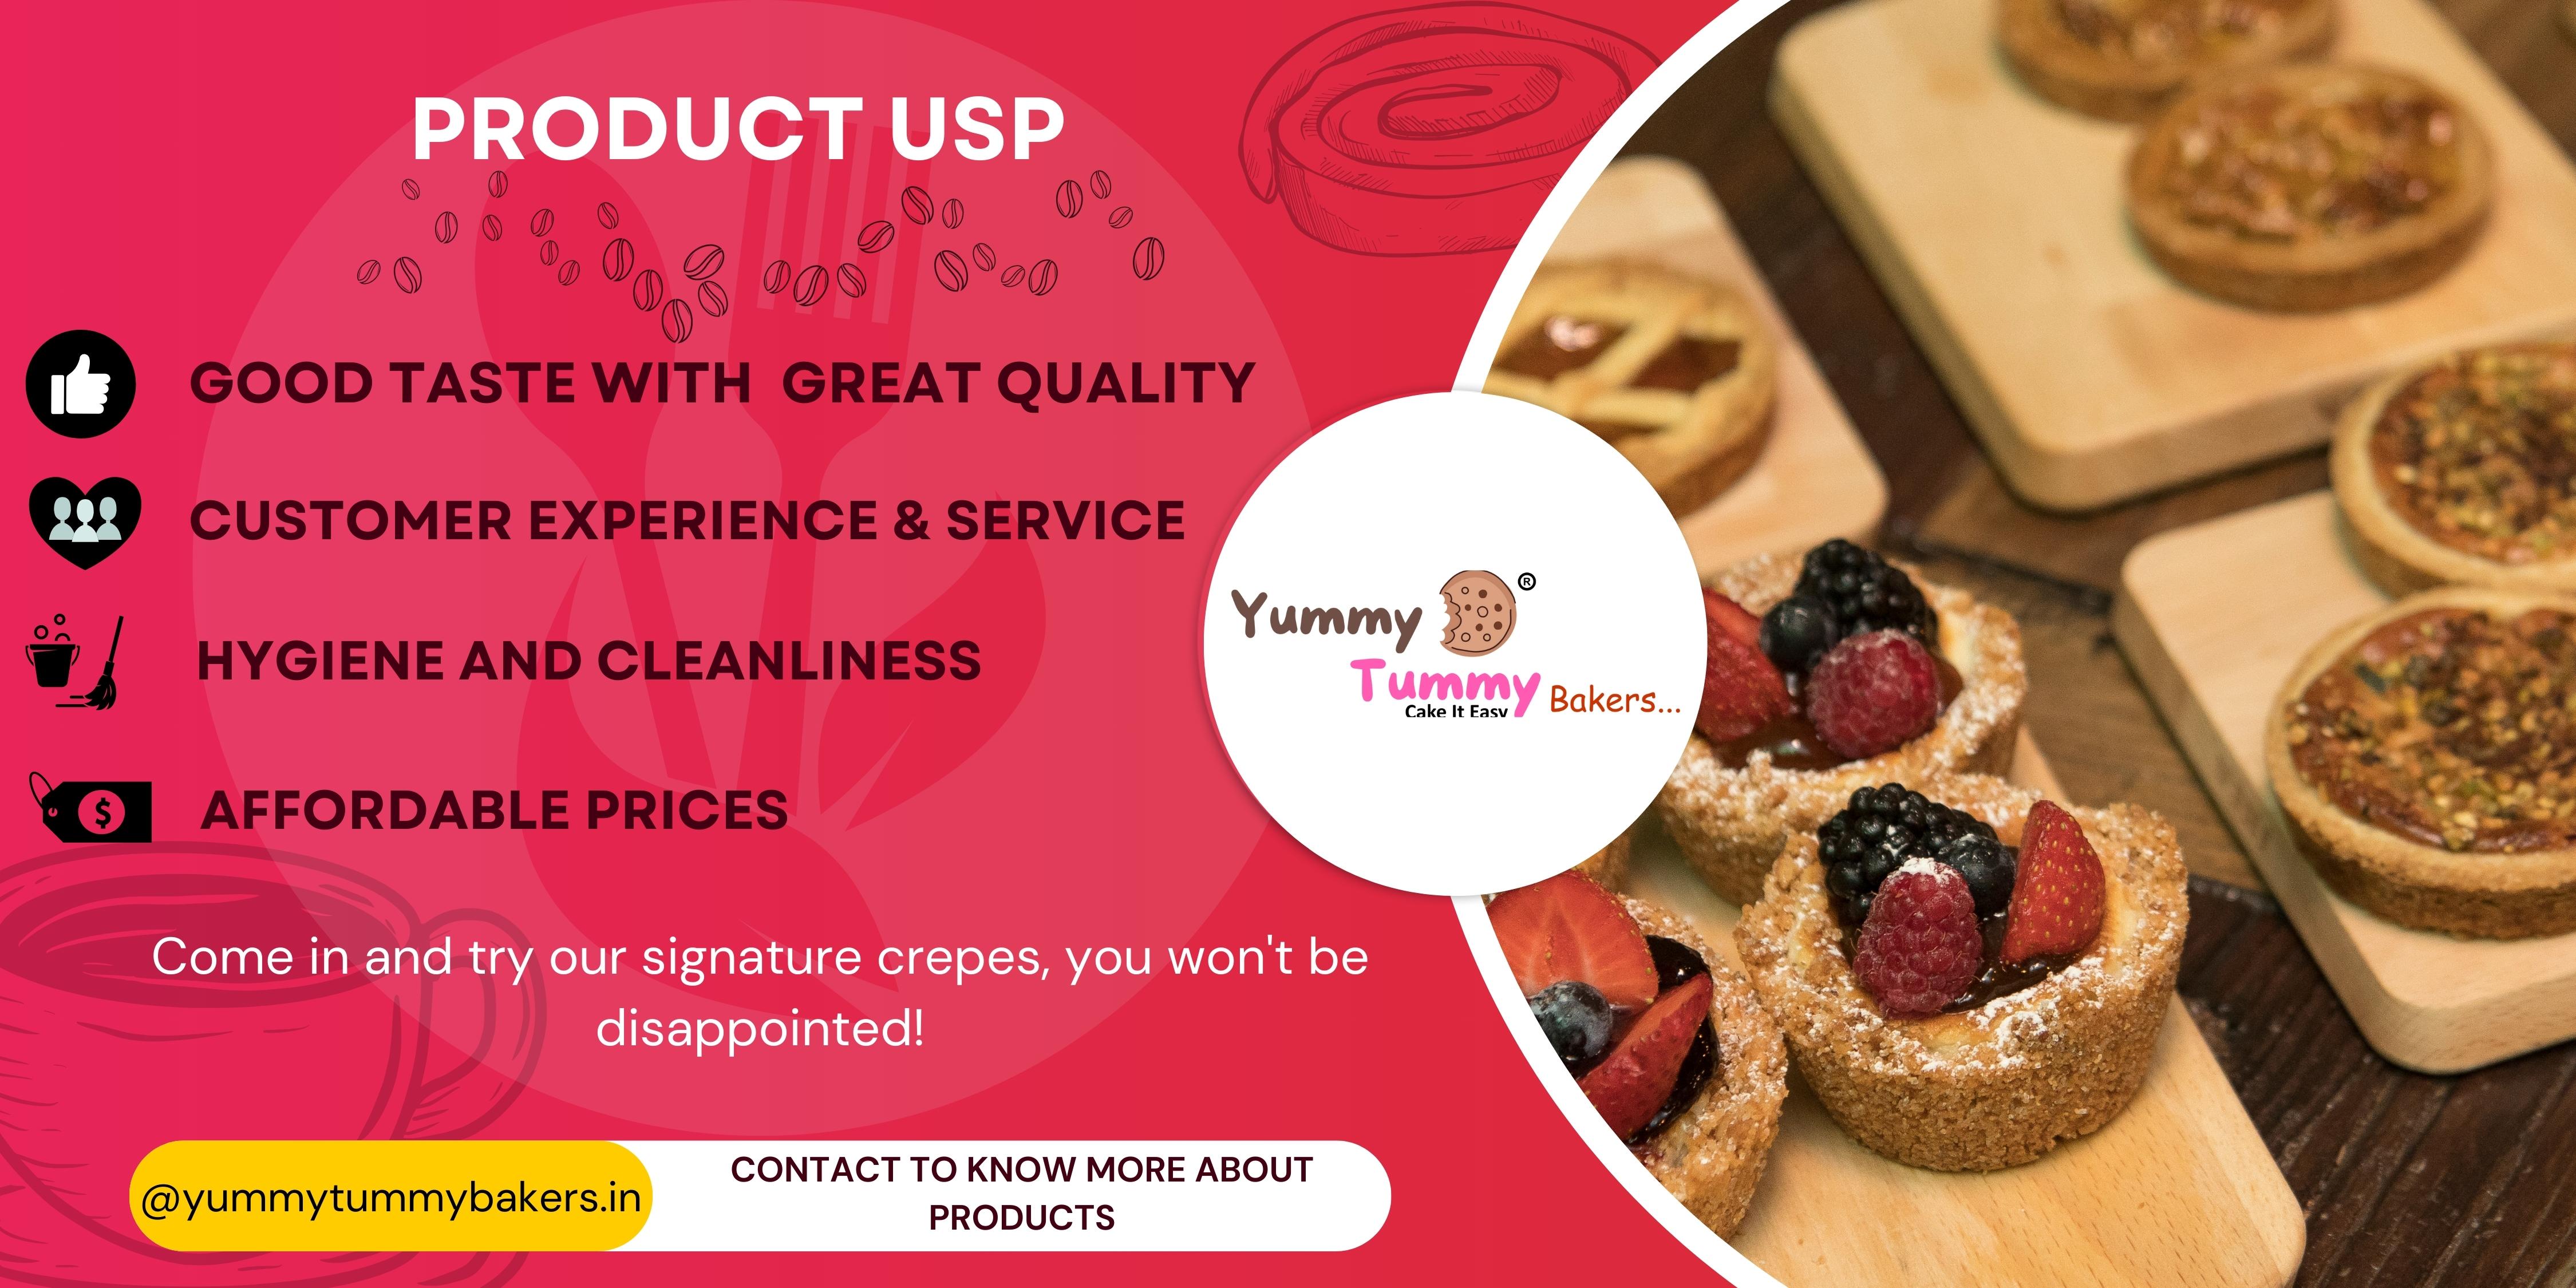 PRODUCT USP
GOOD TASTE WITH GREAT QUALITY
CUSTOMER EXPERIENCE & SERVICE
HYGIENE AND CLEANLINESS
$
AFFORDABLE PRICES
Come in and try our signature crepes, you won't be
disappointed!
@yummytummybakers.in
CONTACT TO KNOW MORE ABOUT
PRODUCTS
Yummy ®
Tummy Bakers...
Cake It Easy